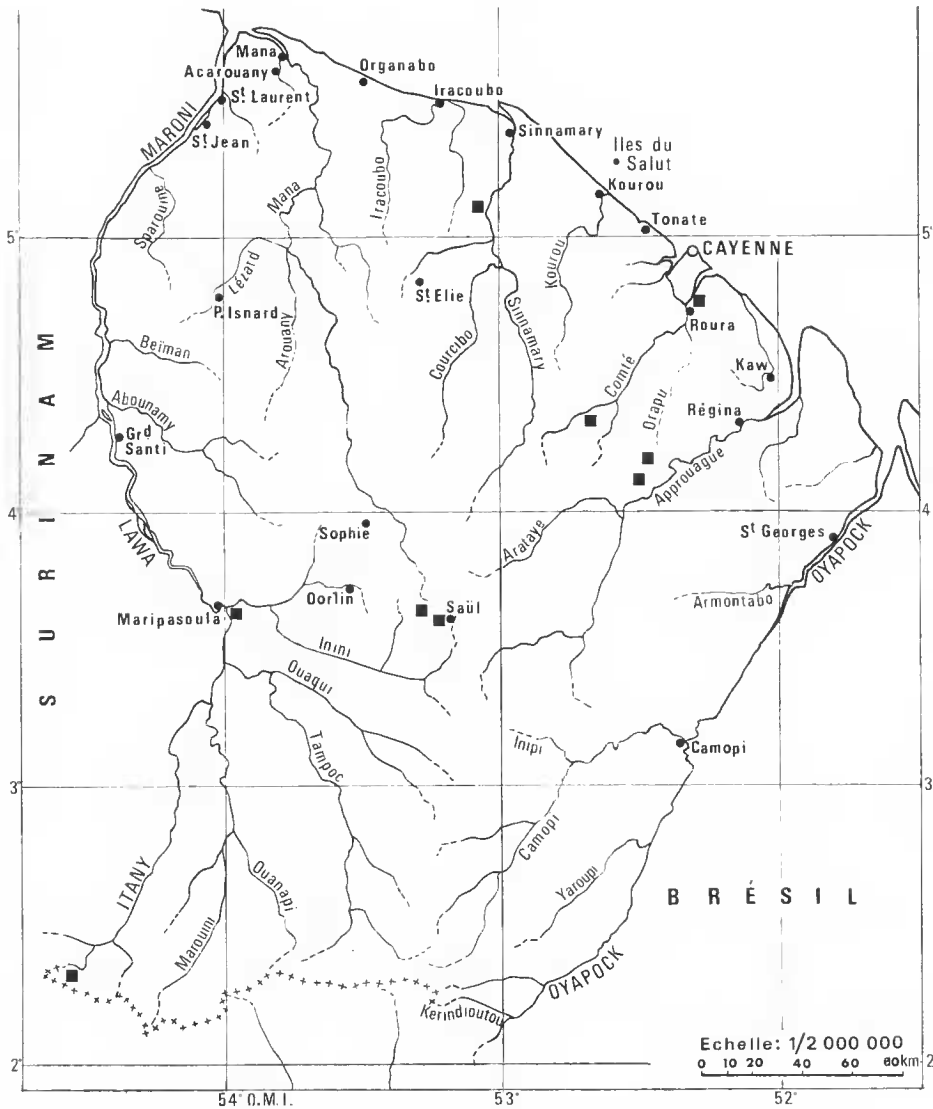 Mana
Organabo
Acarouany
Iracoubo
St Laurent
Sinnamary
St Jean
MARONI
Iles du
Salut
Kourou
Sparouine
Mana
Iracoubo
Tonate
5°
5°
CAYENNE
Kourou
Lézard
St Elie
P. Isnard
Sinnamary
Roura
Arouany
Beiman
Courcibo
Comté
Kaw
Abounamy
Orapu
Régina
Grd
Santi
Approuague
SURINAM
4°
4
LAWA
Sophie
Arataye
St Georges
OYAPOCK
Dorlin
Armontabo
Maripasoula
Saül
Inini
Ouaqui
Inipi
Camopi
Tampoc
3°
3
Camopi
ITANY
Ouanapi
Yaroupi
BRÉSIL
Marouini
OYAPOCK
Kerindioutou
Echelle: 1/2 000 000
0 10 20 40 60 80km
2°
2
54° O.M.I.
53°
52°